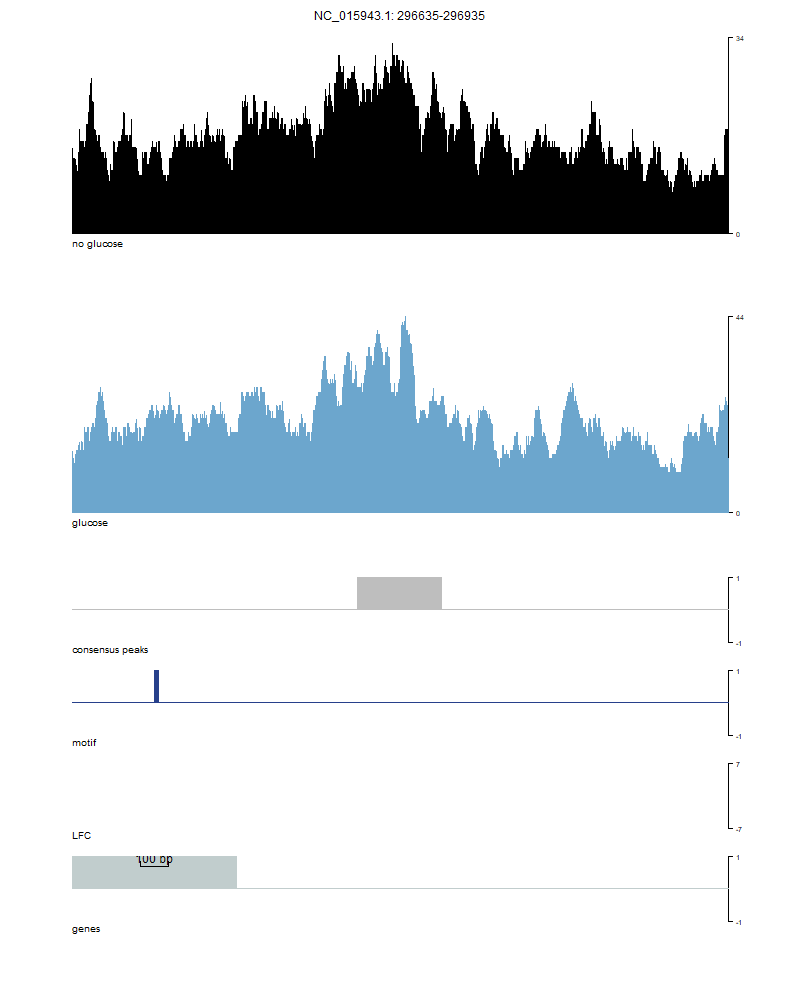 NC_015943.1: 296635-296935
34
0
no glucose
44
0
glucose
1
-1
consensus peaks
1
-1
motif
7
-7
LFC
100 bp
1
-1
genes